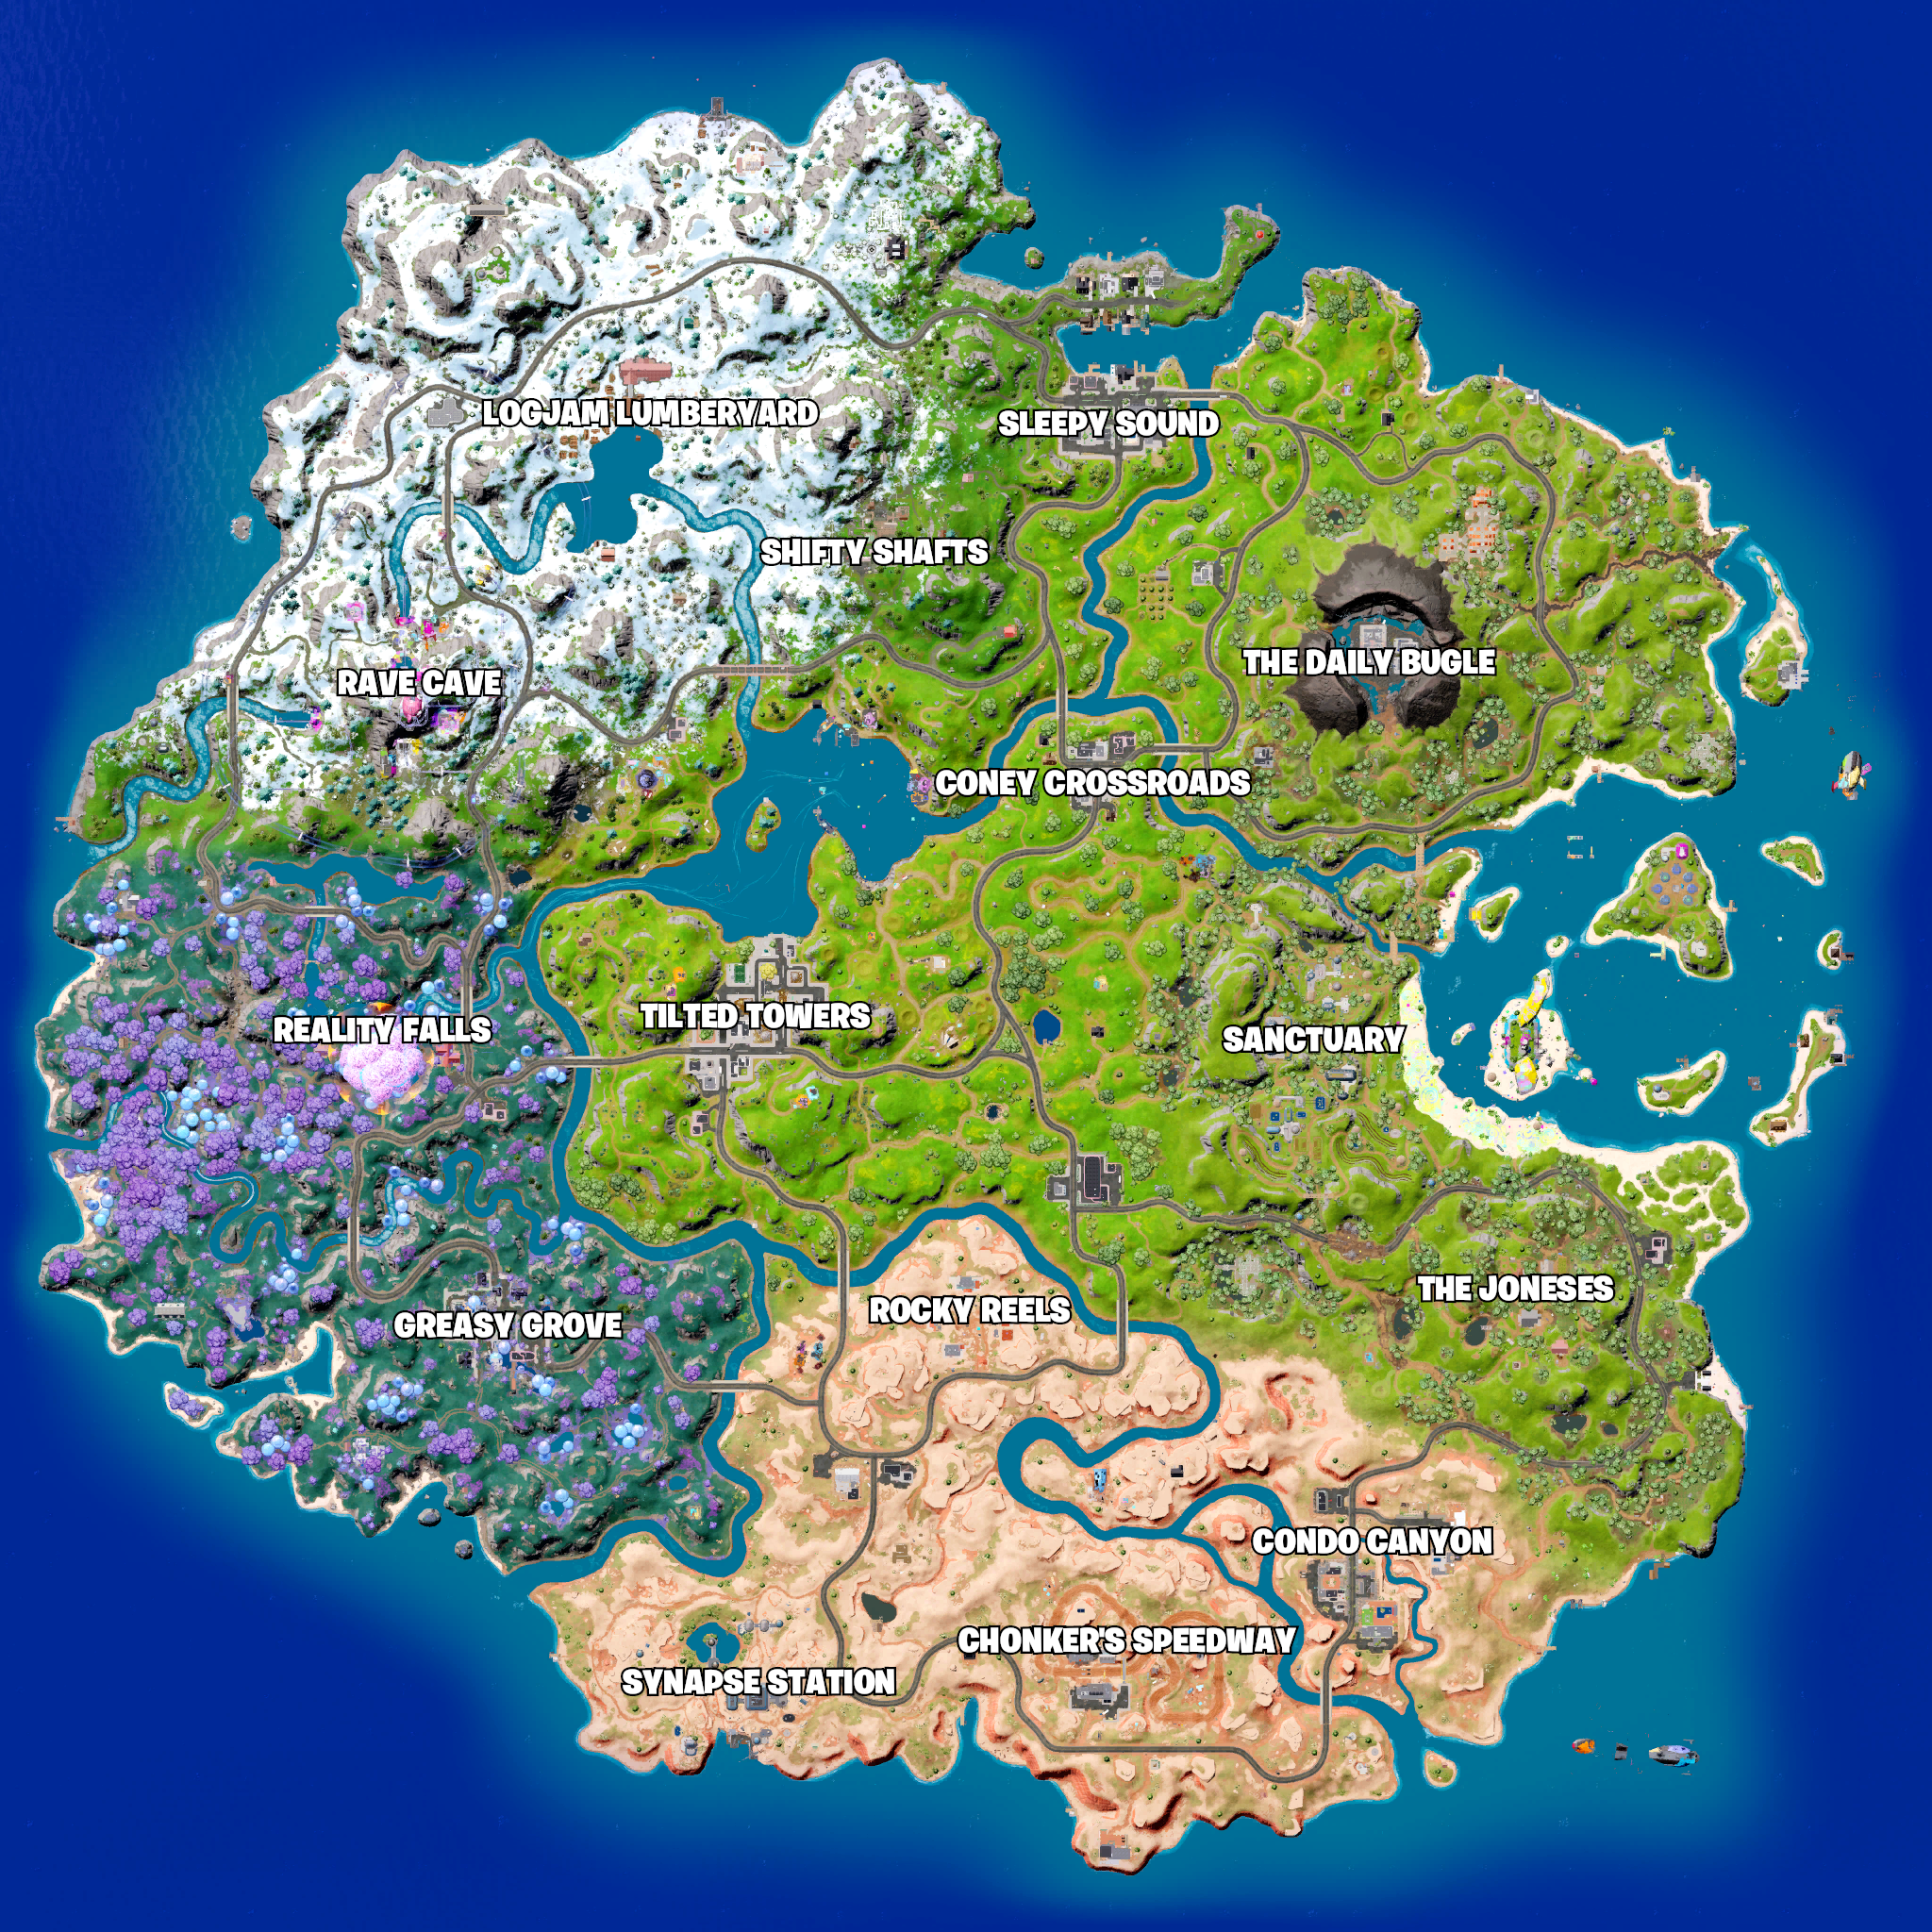 LOGJAM LUMBERYARD
SLEEPY SOUND
SHIFTY SHAFTS
THE DAILY BUGLE
RAVE CAVE
CONEY CROSSROADS
TILTED TOWERS
REALITY FALLS
SANCTUARY
THE JONESES
ROCKY REELS
GREASY GROVE
CONDO CANYON
CHONKER'S SPEEDWAY
SYNAPSE STATION